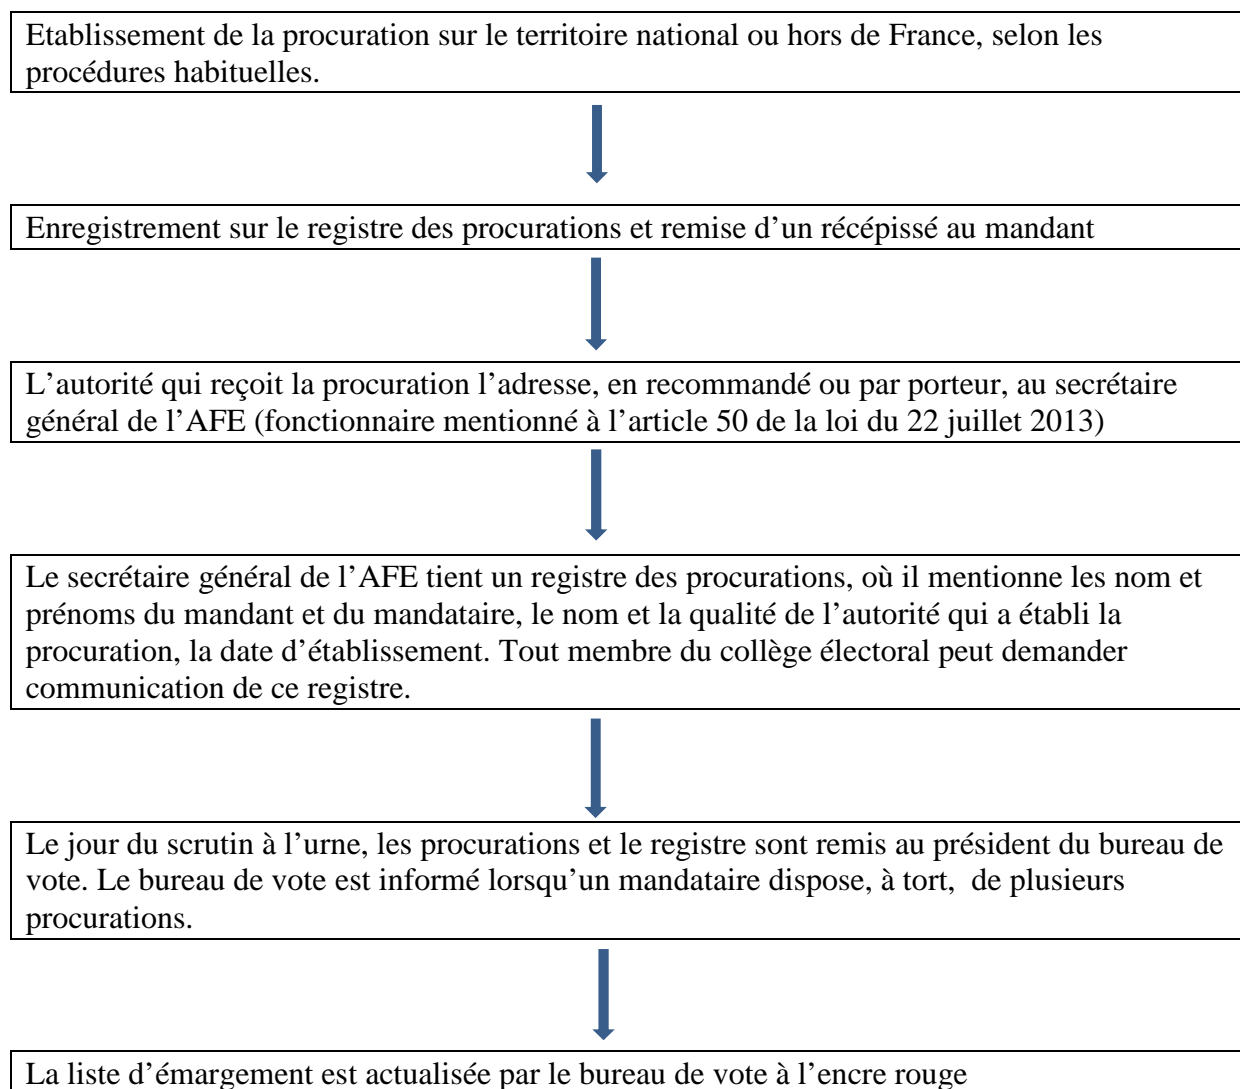 Etablissement de la procuration sur le territoire national ou hors de France, selon les
procédures habituelles.
Enregistrement sur le registre des procurations et remise d’un récépissé au mandant
L’autorité qui reçoit la procuration l’adresse, en recommandé ou par porteur, au secrétaire
général de l’AFE (fonctionnaire mentionné à l’article 50 de la loi du 22 juillet 2013)
Le secrétaire général de l’AFE tient un registre des procurations, où il mentionne les nom et
prénoms du mandant et du mandataire, le nom et la qualité de l’autorité qui a établi la
procuration, la date d’établissement. Tout membre du collège électoral peut demander
communication de ce registre.
Le jour du scrutin à l’urne, les procurations et le registre sont remis au président du bureau de
vote. Le bureau de vote est informé lorsqu’un mandataire dispose, à tort, de plusieurs
procurations.
La liste d’émargement est actualisée par le bureau de vote à l’encre rouge